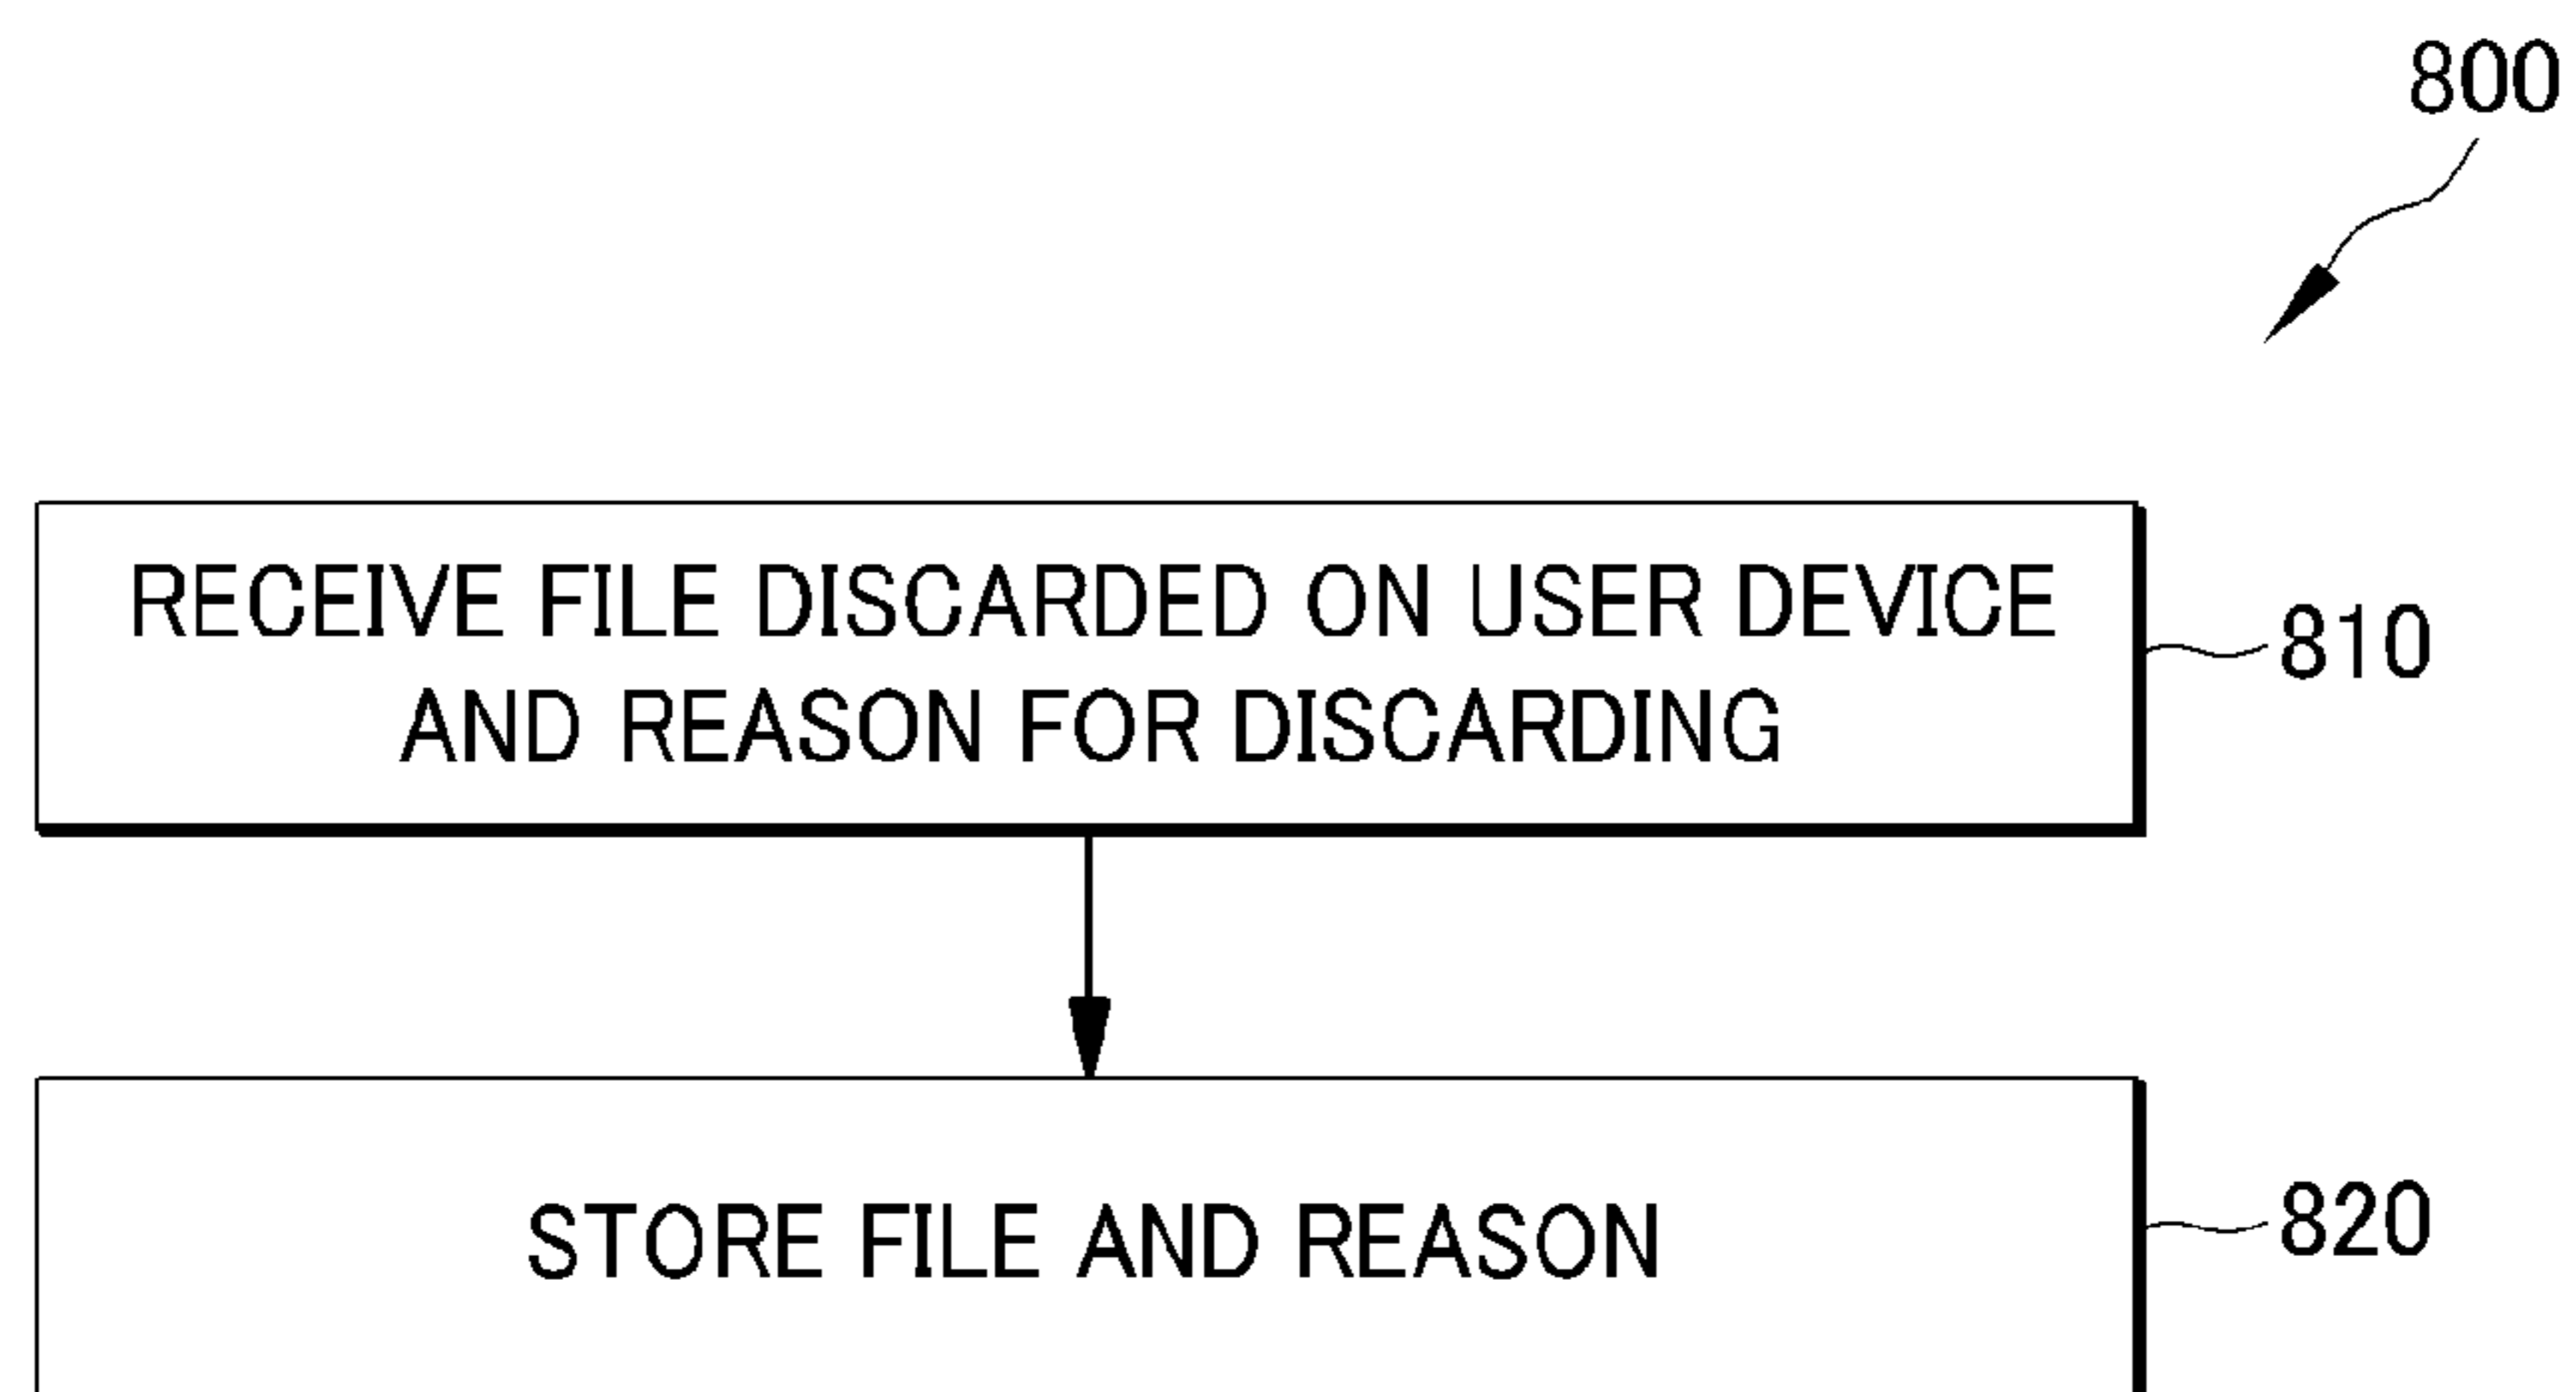 800
RECEIVE FILE DISCARDED ON USER DEVICE
AND REASON FOR DISCARDING
810
STORE FILE AND REASON
820